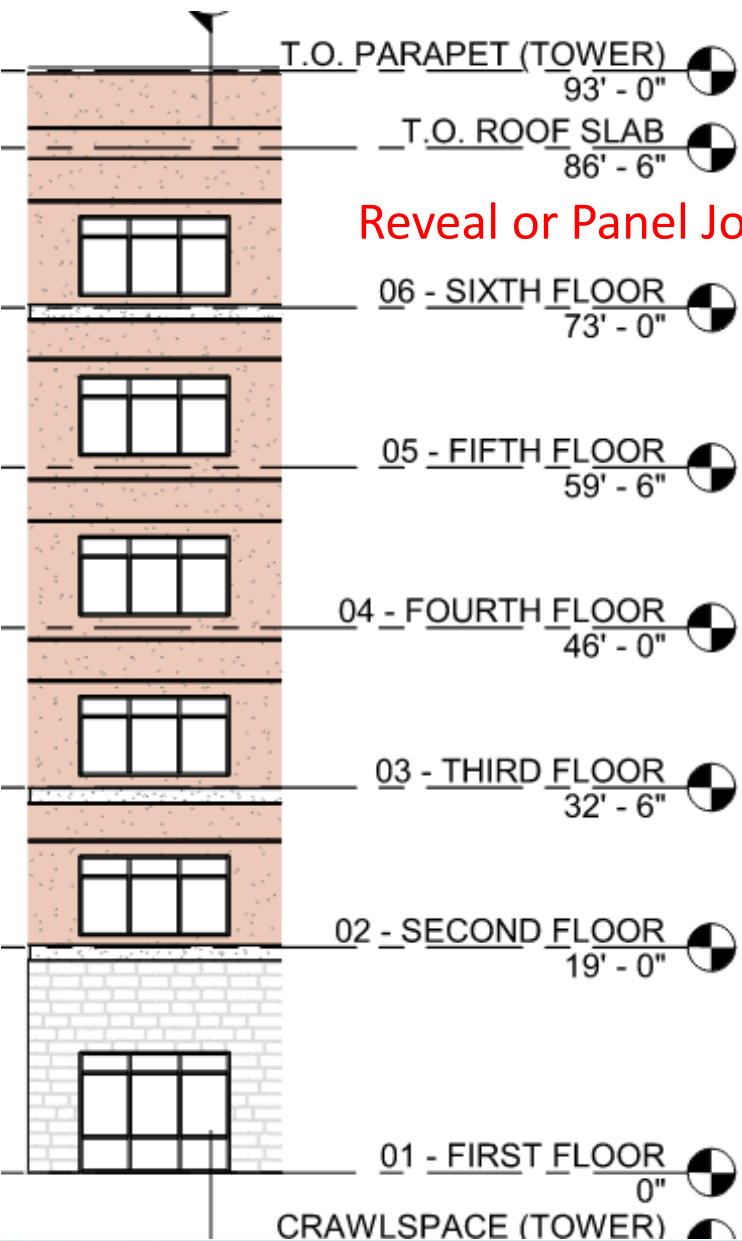 T.O. PARAPET (TOWER)
93' - 0"
T.O. ROOF SLAB
86' - 6"
Reveal or Panel Jo
06 - SIXTH FLOOR
73' - 0"
05 - FIFTH FLOOR
59' - 6"
04 - FOURTH FLOOR
46' - 0"
03 - THIRD FLOOR
32' - 6"
02 - SECOND FLOOR
19' - 0"
01 - FIRST FLOOR
0"
CRAWLSPACE (TOWER)